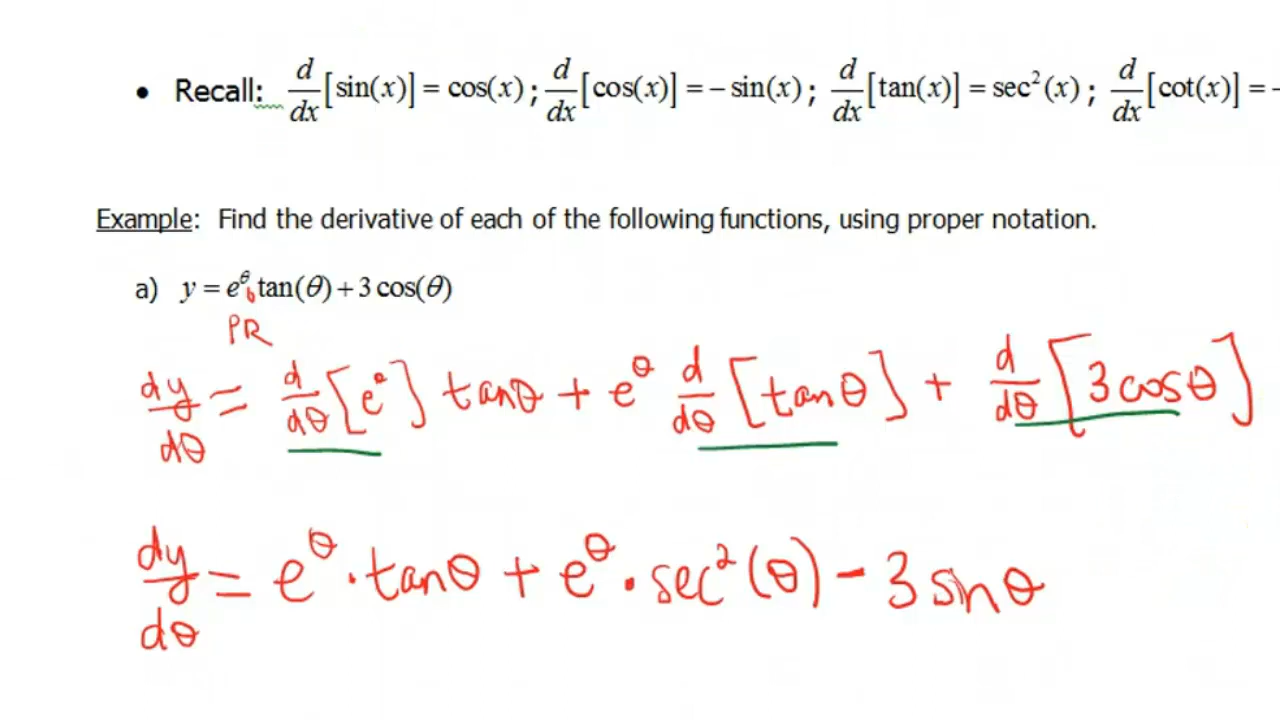 • Recall: d/dx[sin(x)] = cos(x); d/dx[cos(x)] = − sin(x); d/dx[tan(x)] = sec²(x); d/dx[cot(x)] = −
Example: Find the derivative of each of the following functions, using proper notation.
a) y = e^θ tan(θ) + 3 cos(θ)
PR
dy/dθ = d/dθ [e^θ] tanθ + e^θ d/dθ [tanθ] + d/dθ [3cosθ]
dy/dθ = e^θ · tanθ + e^θ · sec²(θ) − 3 sinθ